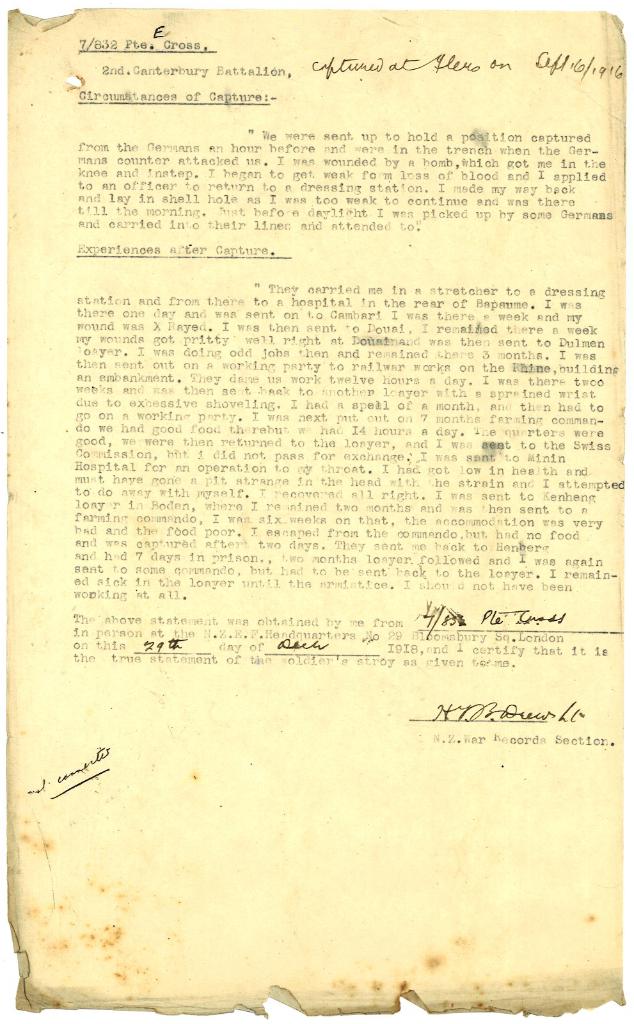 E
7/832 Pte. Cross,
2nd.Canterbury Battalion, captured at Flers on Sept 16/1916
Circumstances of Capture:-
" We were sent up to hold a position captured
from the Germans an hour before and were in the trench when the Ger-
mans counter attacked us. I was wounded by a bomb,which got me in the
knee and instep. I began to get weak form loss of blood and I applied
to an officer to return to a dressing station. I made my way back
and lay in shell hole as I was too weak to continue and was there
till the morning. Just before daylight I was picked up by some Germans
and carried into their lines and attended to"
Experiences after Capture.
" They carried me in a stretcher to a dressing
station and from there to a hospital in the rear of Bapaume. I was
there one day and was sent on to Cambari I was there a week and my
wound was X Rayed. I was then sent to Douai, I remained there a week
my wounds got pritty well right at Douainand was then sent to Dulmen
loayer. I was doing odd jobs then and remained there 3 months. I was
then sent out on a working party to railwar works on the Rhine,building
an embankment. They dame us work twelve hours a day. I was there twoo
weeks and was then sent back to another loayer with a sprained wrist
due to excessive shoveling. I had a spell of a month, and then had to
go on a working party. I was next put out on 7 months farming comman-
do we had good food therebut we had 14 hours a day. The quarters were
good, we were then returned to the loayer, and I was sent to the Swiss
Commission, but i did not pass for exchange. I was sent to Minin
Hospital for an operation to my throat. I had got low in health and
must have gone a pit strange in the head with the strain and I attempted
to do away with myself. I recovered all right. I was sent to Kenheng
loayer in Boden, where I remained two months and was then sent to a
farming commando, I was six weeks on that, the accommodation was very
bad and the food poor. I escaped from the commando,but had no food
and was captured after two days. They sent me back to Henberg
and had 7 days in prison., two months loayer followed and I was again
sent to some commando, but had to be sent back to the loayer. I remain-
ed sick in the loayer until the armistice. I should not have been
working at all.
The above statement was obtained by me from 7/832 Pte. Cross
in person at the N.Z.E.F.Headquarters No 29 Bloomsbury Sq.London
on this 29th day of Decr 1918,and I certify that it is
the true statement of the soldier's stroy as given to me.
H.T.B.Drew Lt
N.Z.War Records Section.